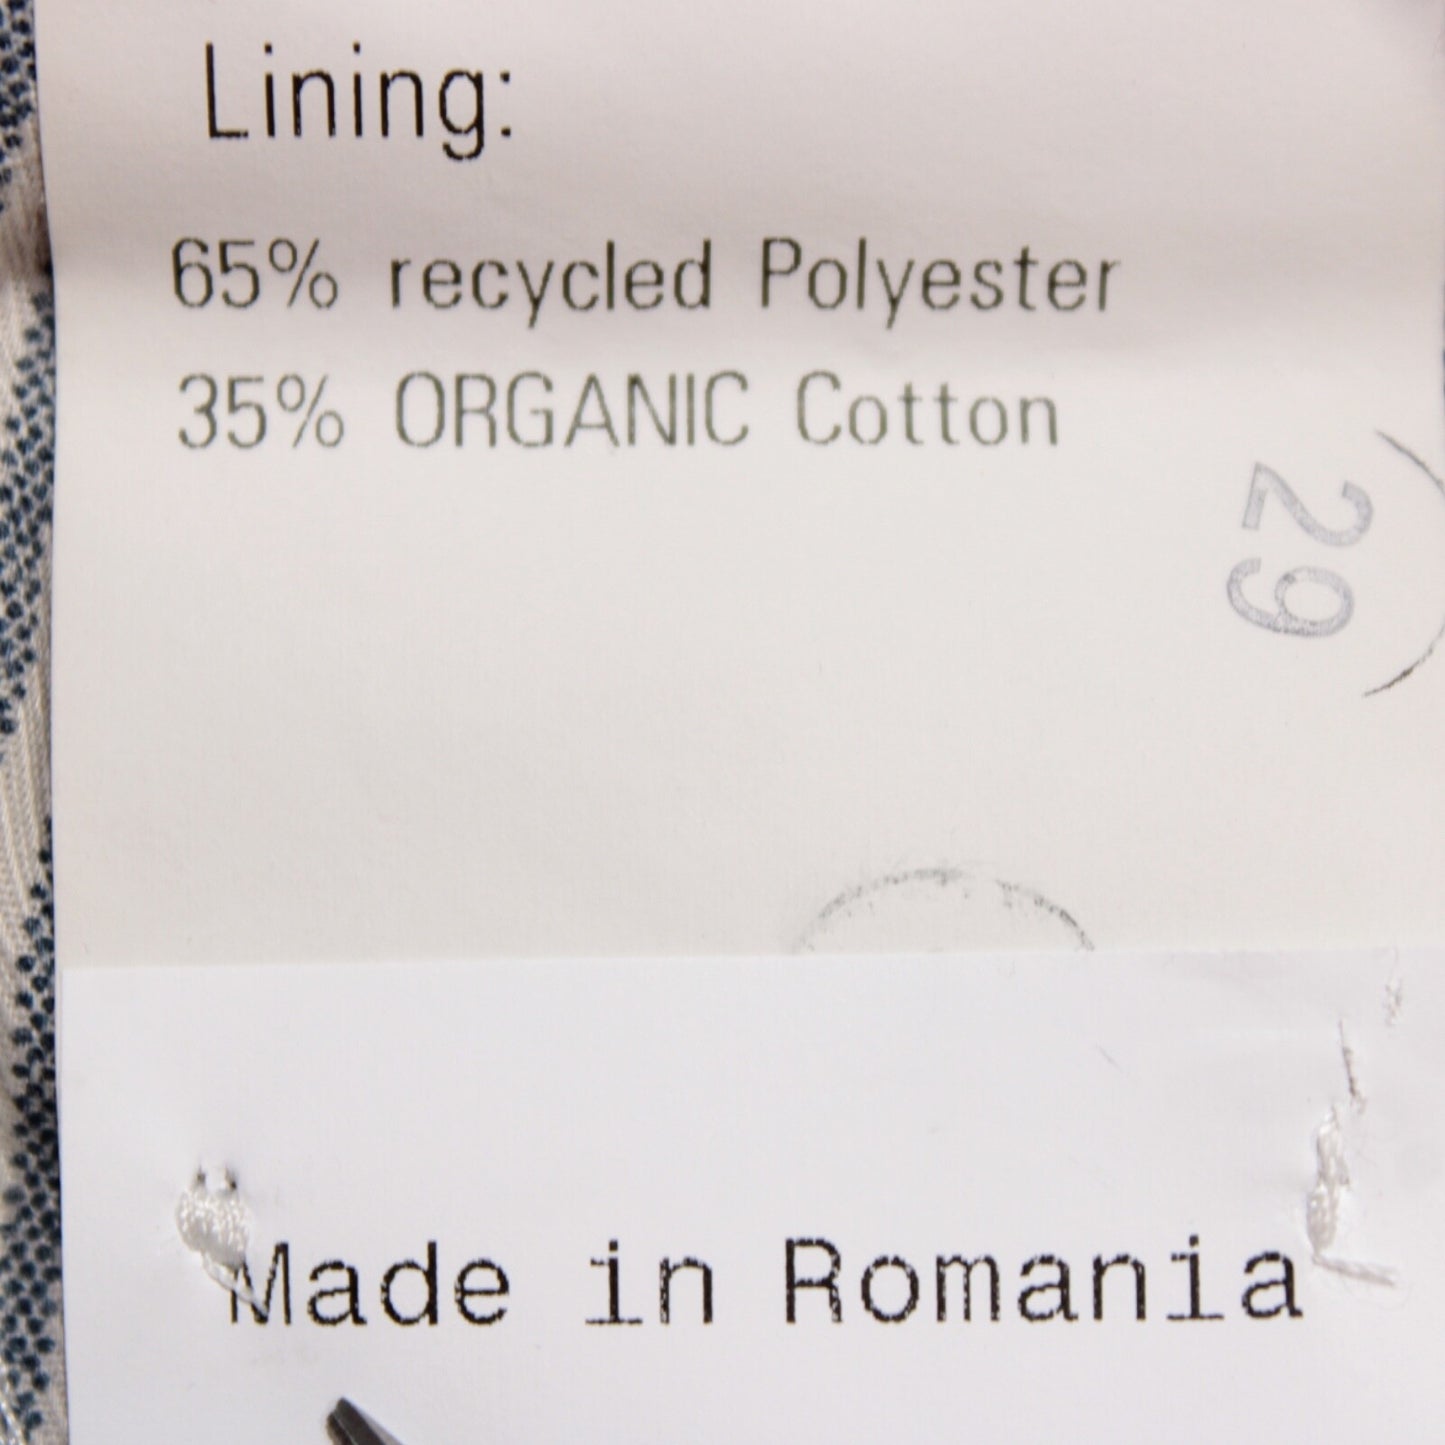 Lining:
65% recycled Polyester
35% ORGANIC Cotton
29
Made in Romania